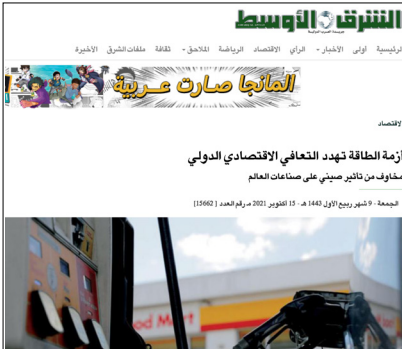 الشرق الأوسط
جريدة العرب الدولية
الرئيسية أولى الأخبار الرأي الاقتصاد الرياضة الملاحق ثقافة ملفات الشرق الأخيرة
المانجا صارت عربية
الاقتصاد
أزمة الطاقة تهدد التعافي الاقتصادي الدولي
مخاوف من تأثير صيني على صناعات العالم
الجمعة - 9 شهر ربيع الأول 1443 هـ - 15 أكتوبر 2021 مـ رقم العدد [15662]
Food Mart